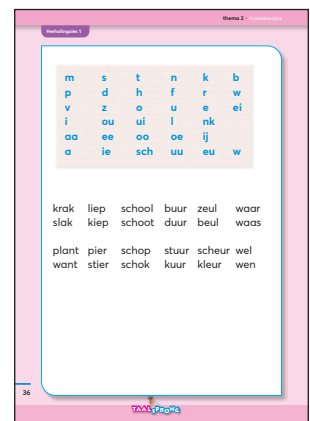 thema 2 - Kriebelbeestjes
Herhalingsles 1
m s t n k b
p d h f r w
v z o u e ei
i ou ui l nk
aa ee oo oe ij
a ie sch uu eu w
krak liep school buur zeul waar
slak kiep schoot duur beul waas
plant pier schop stuur scheur wel
want stier schok kuur kleur wen
36
TAALSPRONG